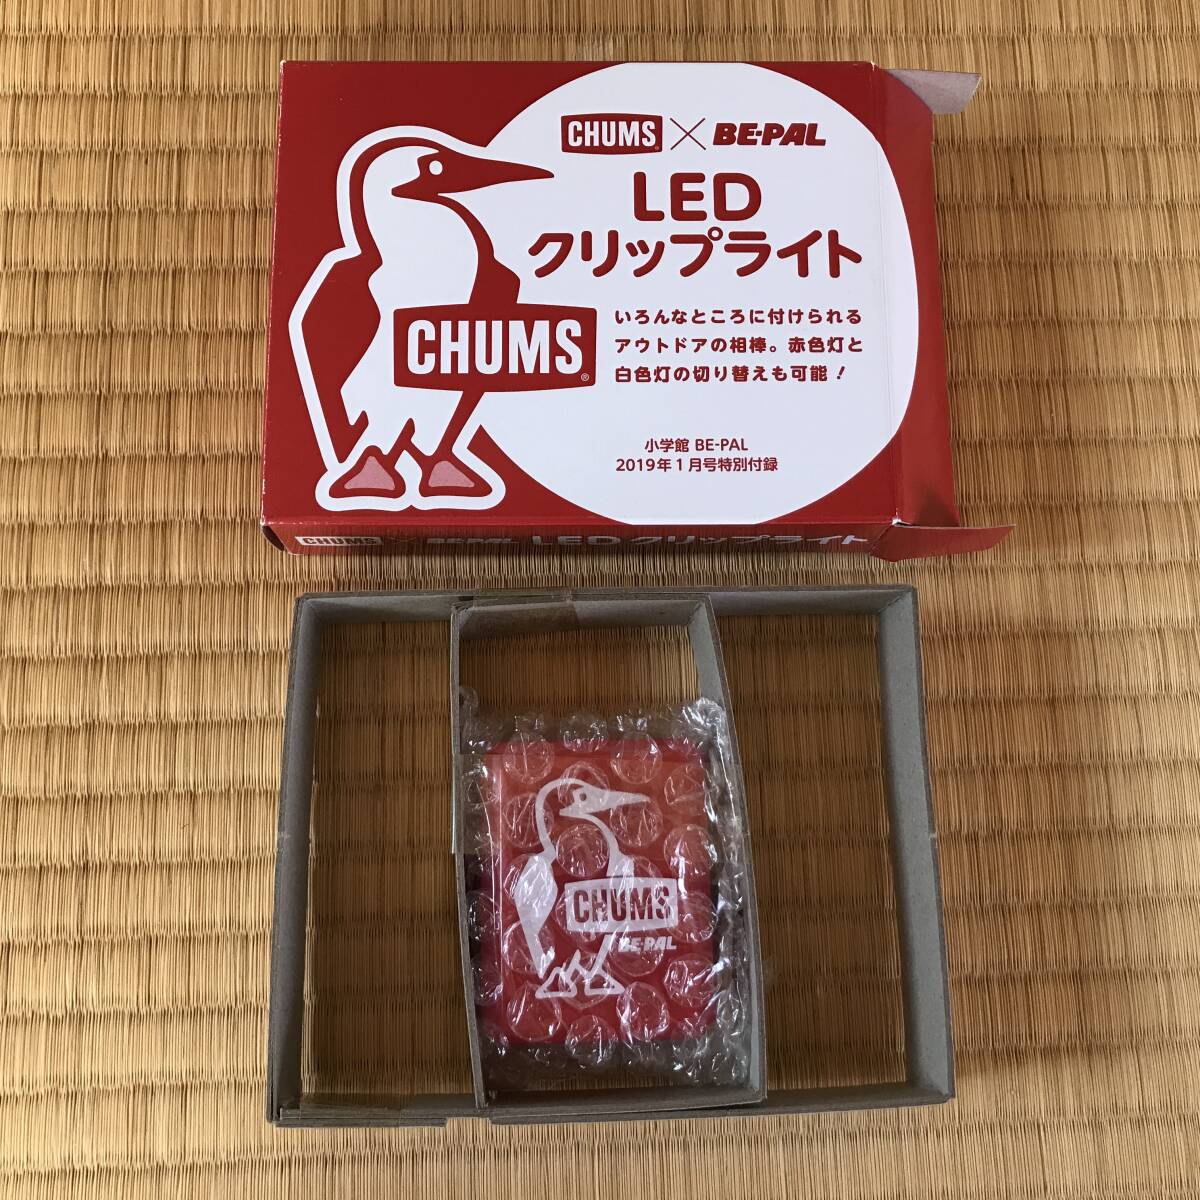 CHUMS × BE-PAL
LED
クリップライト
いろんなところに付けられる
アウトドアの相棒。赤色灯と
白色灯の切り替えも可能！
小学館 BE-PAL
2019年1月号特別付録
CHUMS®
CHUMS × BE-PAL LED クリップライト
CHUMS
BE-PAL